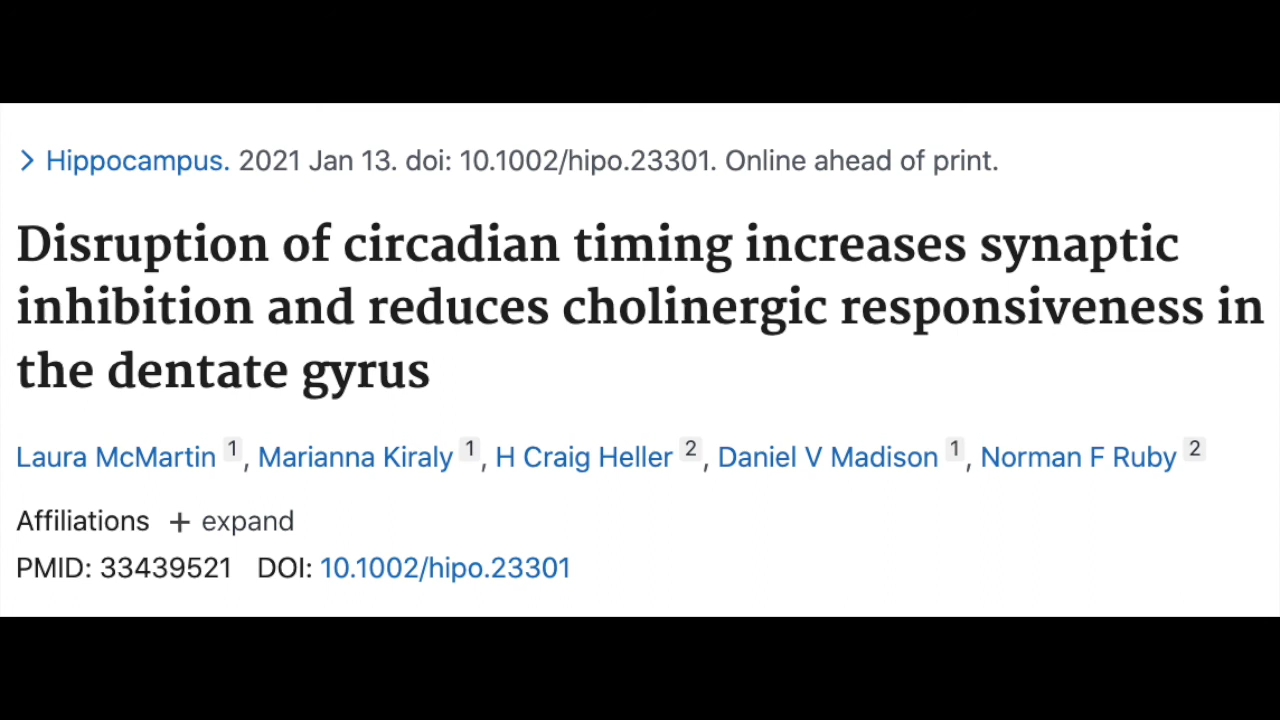 > Hippocampus. 2021 Jan 13. doi: 10.1002/hipo.23301. Online ahead of print.
Disruption of circadian timing increases synaptic
inhibition and reduces cholinergic responsiveness in
the dentate gyrus
Laura McMartin 1, Marianna Kiraly 1, H Craig Heller 2, Daniel V Madison 1, Norman F Ruby 2
Affiliations + expand
PMID: 33439521 DOI: 10.1002/hipo.23301